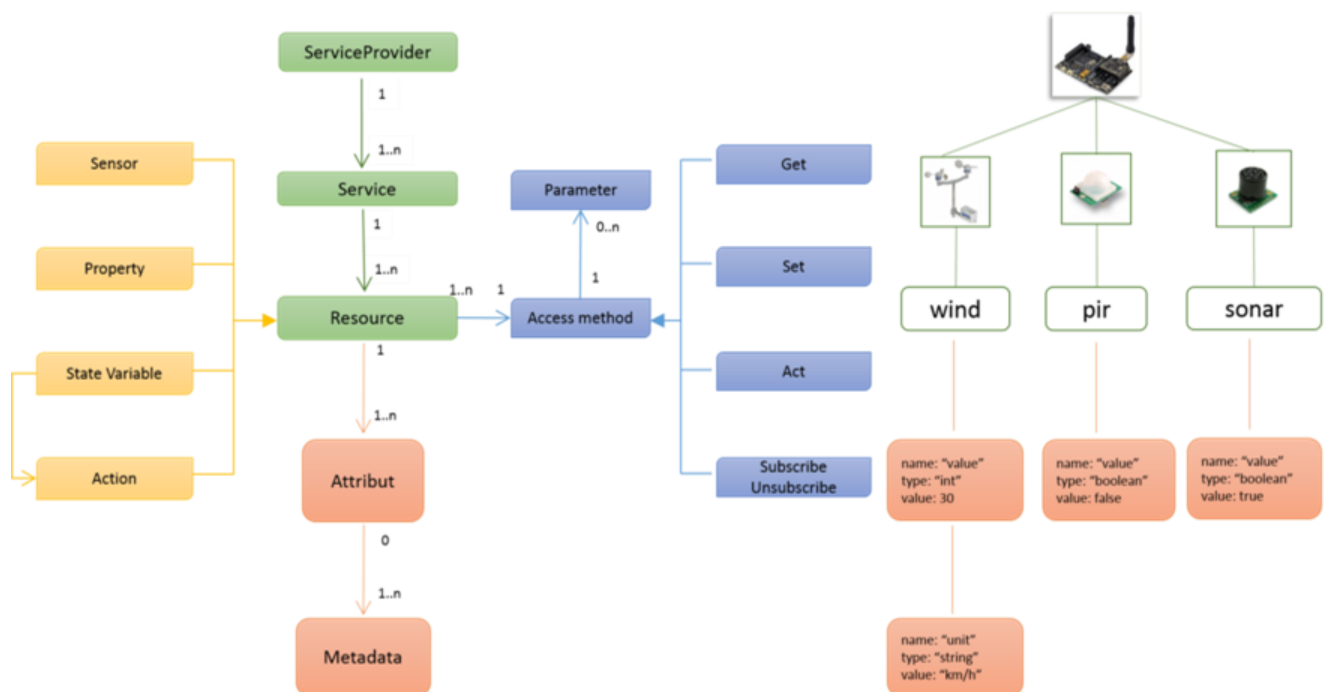 ServiceProvider
1
1..n
Service
1
1..n
Resource
1..n
1
Access method
1
0..n
Parameter
Sensor
Property
State Variable
Action
1
1..n
Attribut
0
1..n
Metadata
Get
Set
Act
Subscribe
Unsubscribe
wind
pir
sonar
name: “value”
type: “int”
value: 30
name: “value”
type: “boolean”
value: false
name: “value”
type: “boolean”
value: true
name: “unit”
type: “string”
value: “km/h”